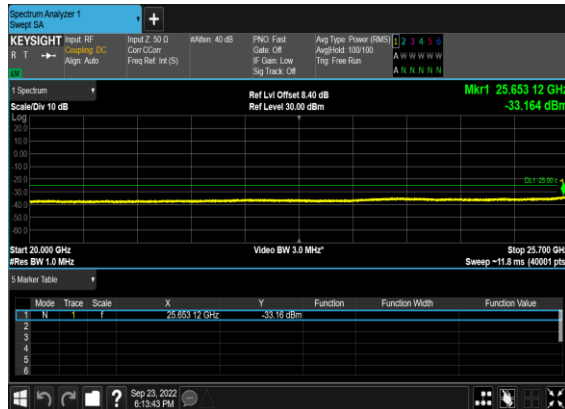 Spectrum Analyzer 1
Swept SA
+
KEYSIGHT Input: RF Input Z: 50 Ω #Atten: 40 dB PNO: Fast Avg Type: Power (RMS) 1 2 3 4 5 6
R T Coupling: DC Corr CCorr Gate: Off Avg|Hold: 100/100 A W W W W W
Align: Auto Freq Ref: Int (S) IF Gain: Low Trig: Free Run
LU Sig Track: Off A N N N N N
1 Spectrum Ref Lvl Offset 8.40 dB Mkr1 25.653 12 GHz
Scale/Div 10 dB Ref Level 30.00 dBm -33.164 dBm
Log
20.0
10.0
0.00
-10.0
-20.0
DL1 -25.00
-30.0
-40.0
-50.0
-60.0
Start 20.000 GHz Video BW 3.0 MHz* Stop 25.700 GHz
#Res BW 1.0 MHz Sweep ~11.8 ms (40001 pts)
5 Marker Table
Mode Trace Scale X Y Function Function Width Function Value
1 N 1 f 25.653 12 GHz -33.16 dBm
2
3
4
5
6
? Sep 23, 2022
6:13:43 PM